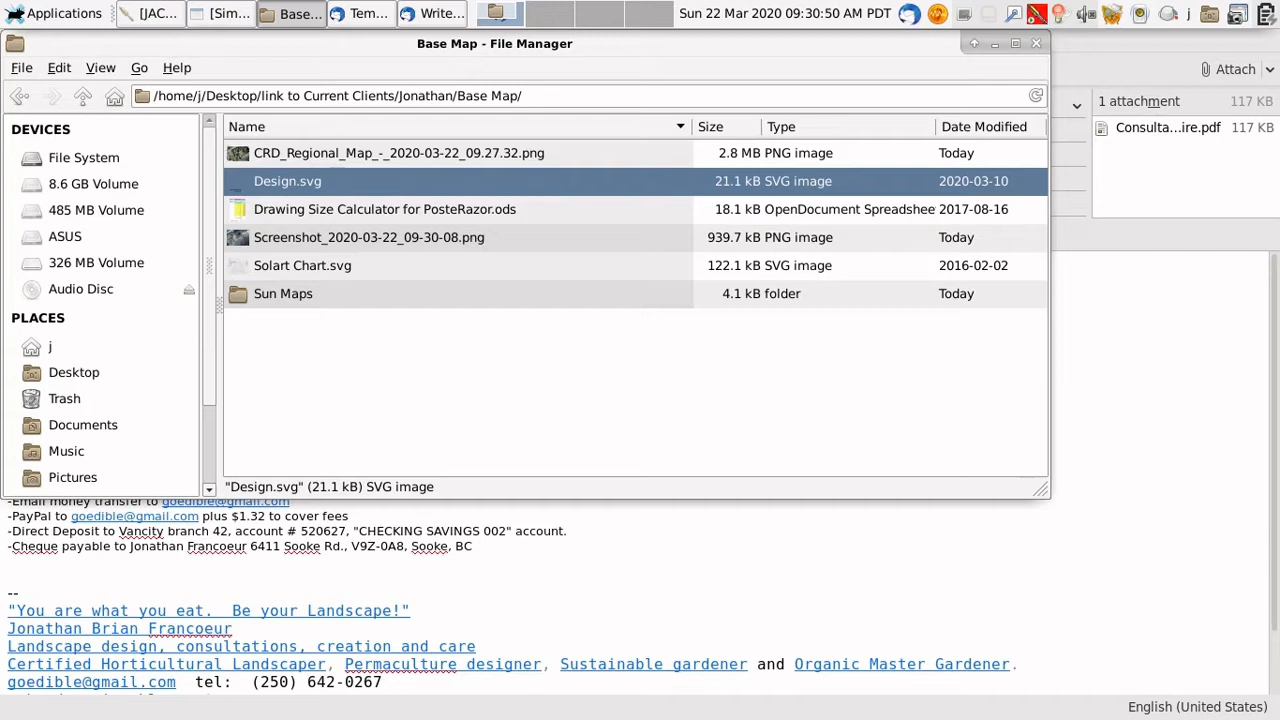 Applications [JAC... [Sim... Base... Tem... Write... Sun 22 Mar 2020 09:30:50 AM PDT j
Base Map - File Manager
Attach
File Edit View Go Help
/home/j/Desktop/link to Current Clients/Jonathan/Base Map/
1 attachment 117 KB
Consulta...ire.pdf 117 KB
DEVICES
File System
8.6 GB Volume
485 MB Volume
ASUS
326 MB Volume
Audio Disc
PLACES
j
Desktop
Trash
Documents
Music
Pictures
Name Size Type Date Modified
CRD_Regional_Map_-_2020-03-22_09.27.32.png 2.8 MB PNG image Today
Design.svg 21.1 kB SVG image 2020-03-10
Drawing Size Calculator for PosteRazor.ods 18.1 kB OpenDocument Spreadshee 2017-08-16
Screenshot_2020-03-22_09-30-08.png 939.7 kB PNG image Today
Solart Chart.svg 122.1 kB SVG image 2016-02-02
Sun Maps 4.1 kB folder Today
"Design.svg" (21.1 kB) SVG image
-Email money transfer to goedible@gmail.com
-PayPal to goedible@gmail.com plus $1.32 to cover fees
-Direct Deposit to Vancity branch 42, account # 520627, "CHECKING SAVINGS 002" account.
-Cheque payable to Jonathan Francoeur 6411 Sooke Rd., V9Z-0A8, Sooke, BC
--
"You are what you eat.  Be your Landscape!"
Jonathan Brian Francoeur
Landscape design, consultations, creation and care
Certified Horticultural Landscaper, Permaculture designer, Sustainable gardener and Organic Master Gardener.
goedible@gmail.com  tel:  (250) 642-0267
English (United States)